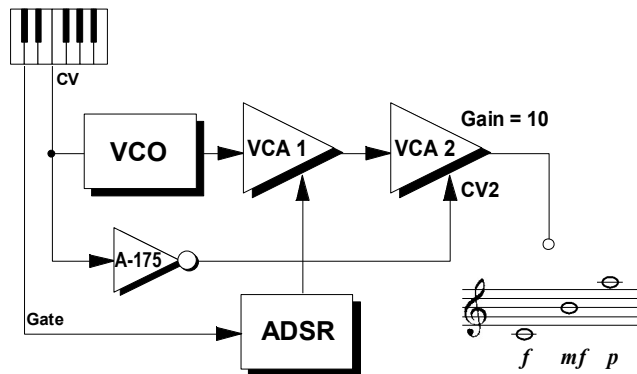 CV
Gain = 10
VCO
VCA 1
VCA 2
CV2
A-175
Gate
ADSR
f mf p